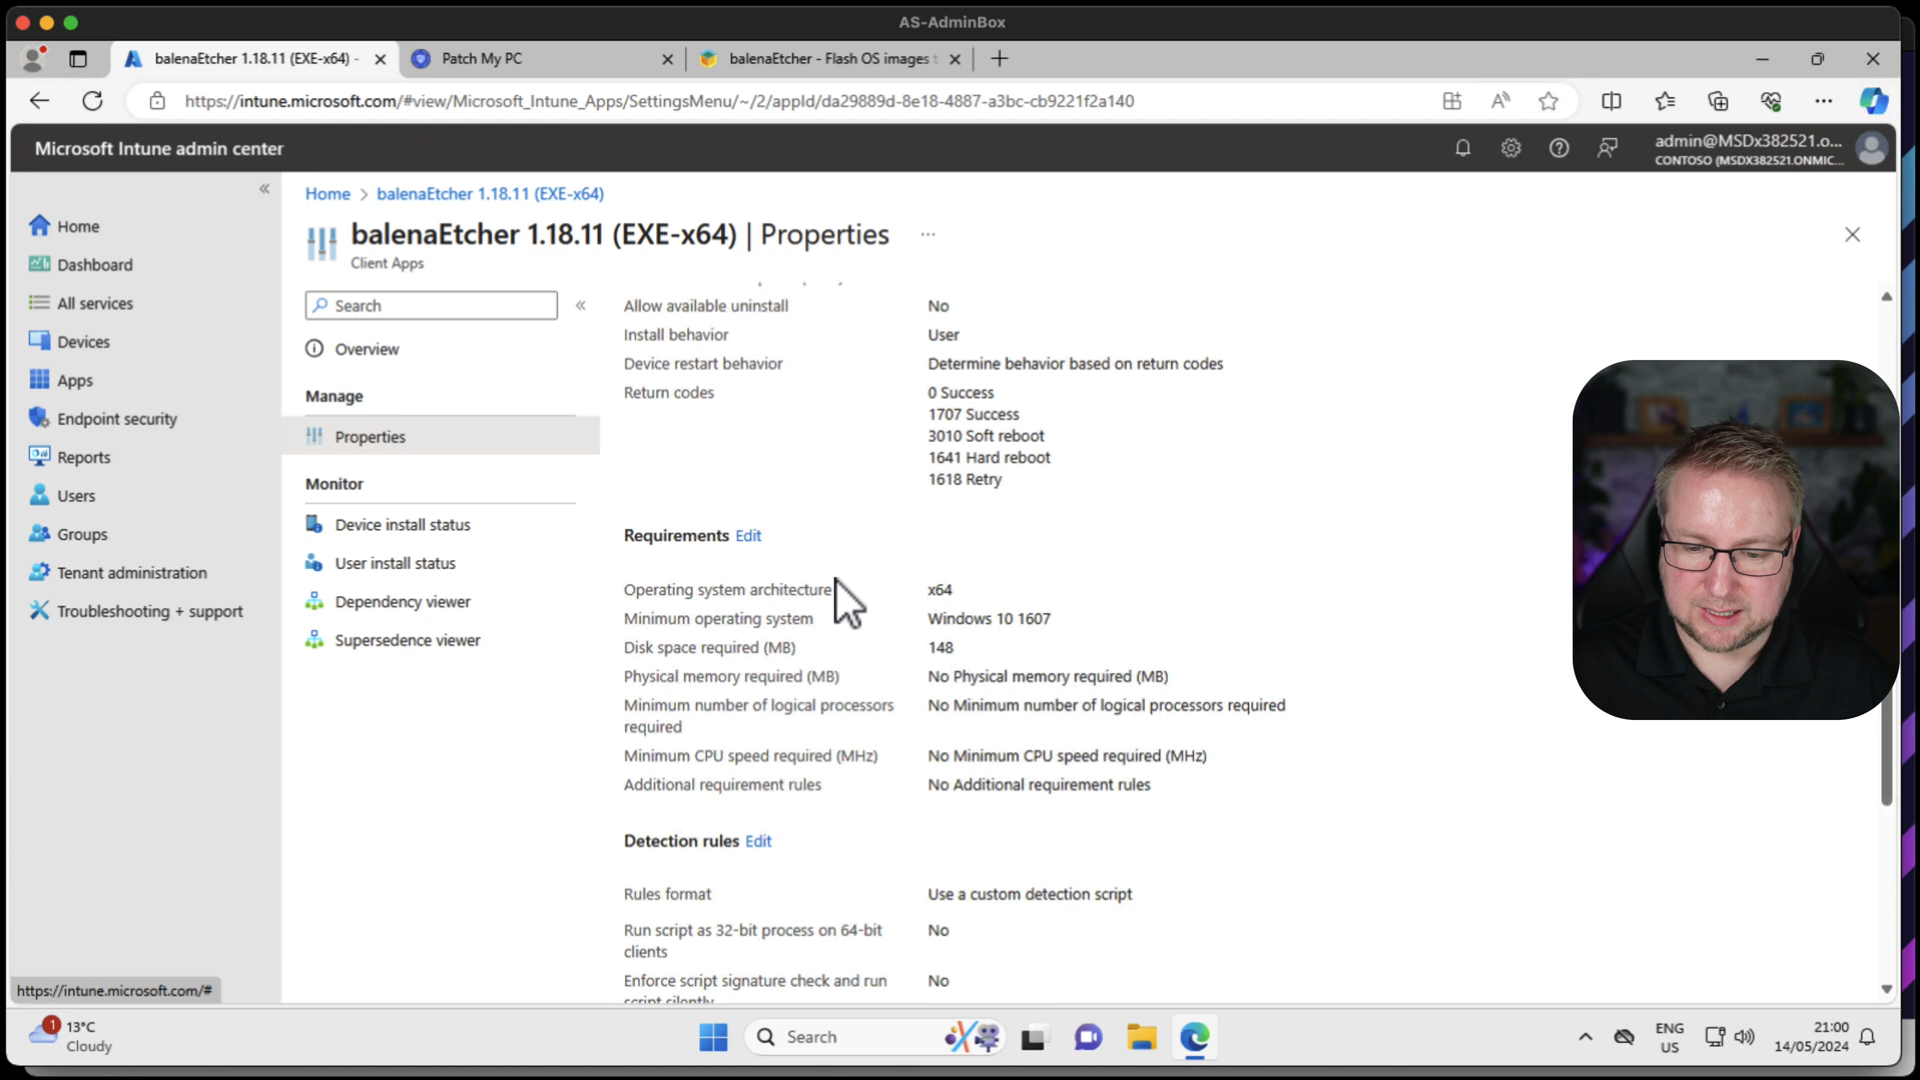 AS-AdminBox
balenaEtcher 1.18.11 (EXE-x64) -
Patch My PC
balenaEtcher - Flash OS images t
https://intune.microsoft.com/#view/Microsoft_Intune_Apps/SettingsMenu/~/2/appId/da29889d-8e18-4887-a3bc-cb9221f2a140
Microsoft Intune admin center
admin@MSDx382521.o...
CONTOSO (MSDX382521.ONMIC...
Home
Dashboard
All services
Devices
Apps
Endpoint security
Reports
Users
Groups
Tenant administration
Troubleshooting + support
Home > balenaEtcher 1.18.11 (EXE-x64)
balenaEtcher 1.18.11 (EXE-x64) | Properties
Client Apps
Search
Overview
Manage
Properties
Monitor
Device install status
User install status
Dependency viewer
Supersedence viewer
Allow available uninstall No
Install behavior User
Device restart behavior Determine behavior based on return codes
Return codes 0 Success
1707 Success
3010 Soft reboot
1641 Hard reboot
1618 Retry
Requirements Edit
Operating system architecture x64
Minimum operating system Windows 10 1607
Disk space required (MB) 148
Physical memory required (MB) No Physical memory required (MB)
Minimum number of logical processors No Minimum number of logical processors required
required
Minimum CPU speed required (MHz) No Minimum CPU speed required (MHz)
Additional requirement rules No Additional requirement rules
Detection rules Edit
Rules format Use a custom detection script
Run script as 32-bit process on 64-bit No
clients
Enforce script signature check and run No
script silently
https://intune.microsoft.com/#
1
13°C
Cloudy
Search
ENG
US
21:00
14/05/2024